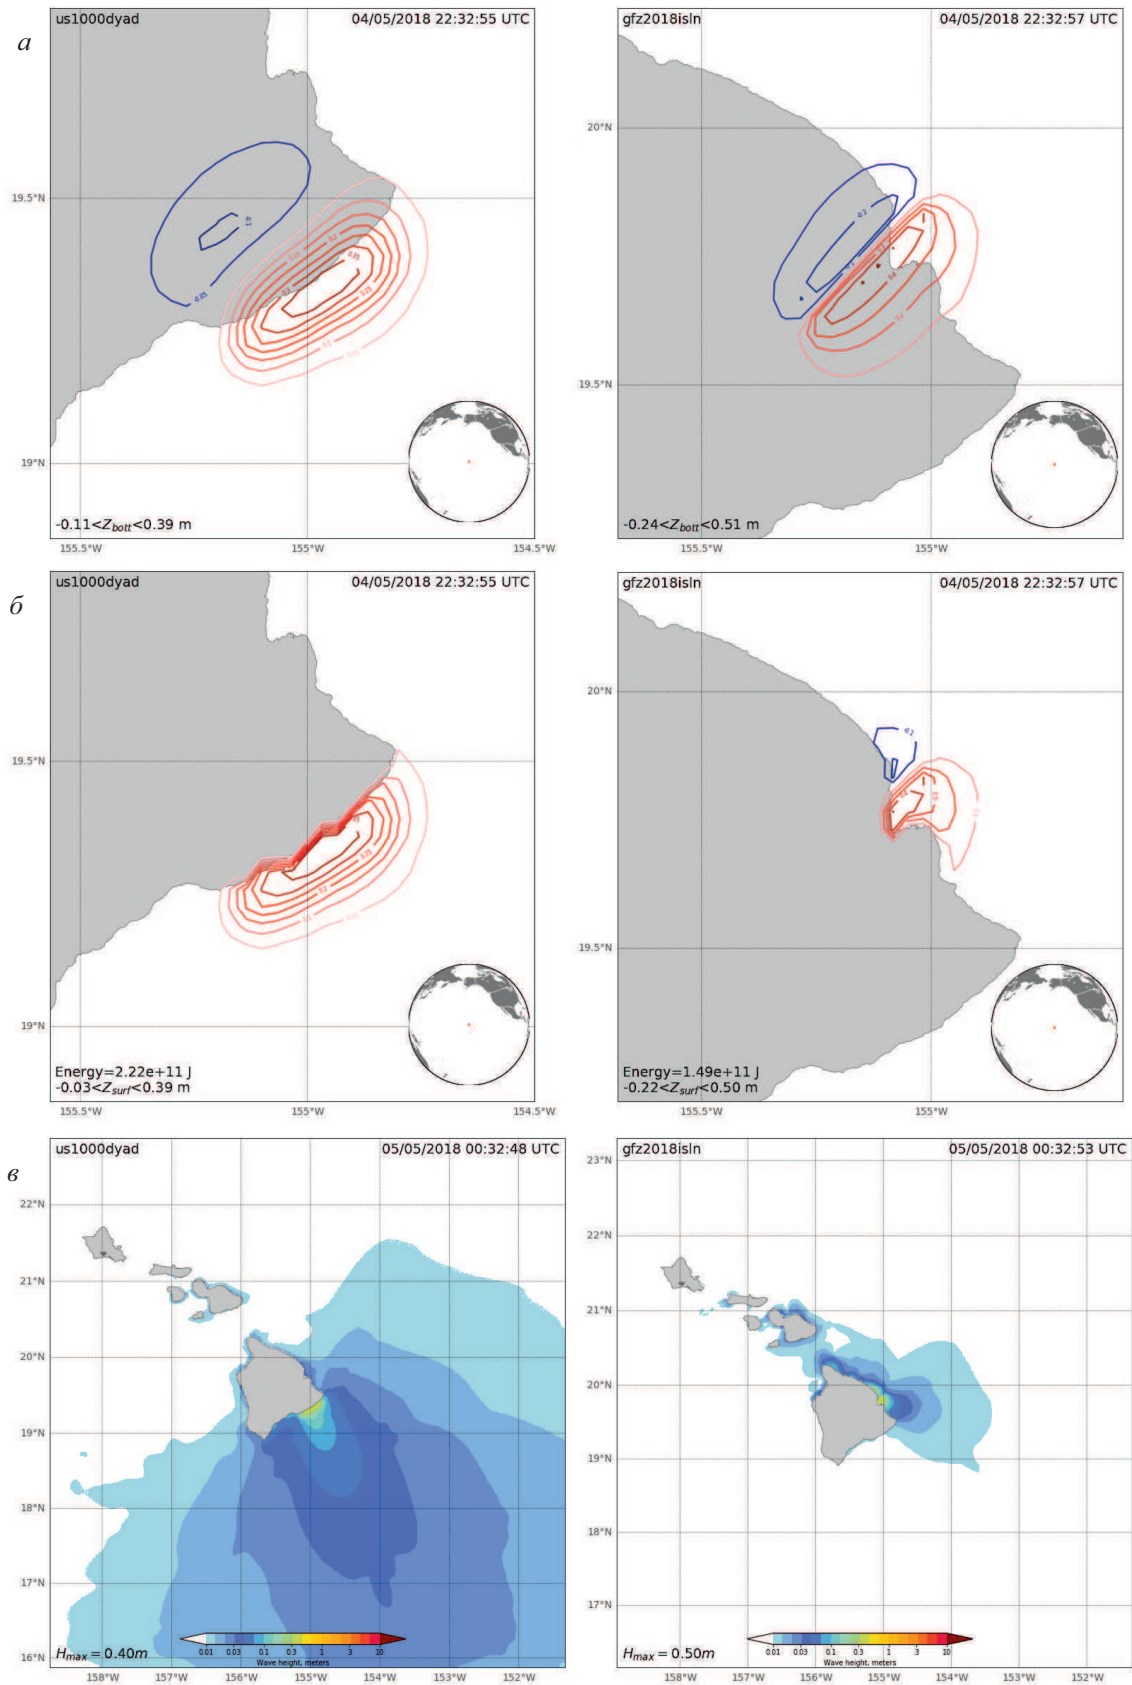 а
us1000dyad 04/05/2018 22:32:55 UTC
19.5°N
19°N
-0.11<Z_bott<0.39 m
155.5°W 155°W 154.5°W
gfz2018isln 04/05/2018 22:32:57 UTC
20°N
19.5°N
-0.24<Z_bott<0.51 m
155.5°W 155°W
б
us1000dyad 04/05/2018 22:32:55 UTC
19.5°N
19°N
Energy=2.22e+11 J
-0.03<Z_surf<0.39 m
155.5°W 155°W 154.5°W
gfz2018isln 04/05/2018 22:32:57 UTC
20°N
19.5°N
Energy=1.49e+11 J
-0.22<Z_surf<0.50 m
155.5°W 155°W
в
us1000dyad 05/05/2018 00:32:48 UTC
22°N
21°N
20°N
19°N
18°N
17°N
16°N
H_max = 0.40m
0.01 0.03 0.1 0.3 1 3 10
Wave height, meters
158°W 157°W 156°W 155°W 154°W 153°W 152°W
gfz2018isln 05/05/2018 00:32:53 UTC
23°N
22°N
21°N
20°N
19°N
18°N
17°N
H_max = 0.50m
0.01 0.03 0.1 0.3 1 3 10
Wave height, meters
158°W 157°W 156°W 155°W 154°W 153°W 152°W